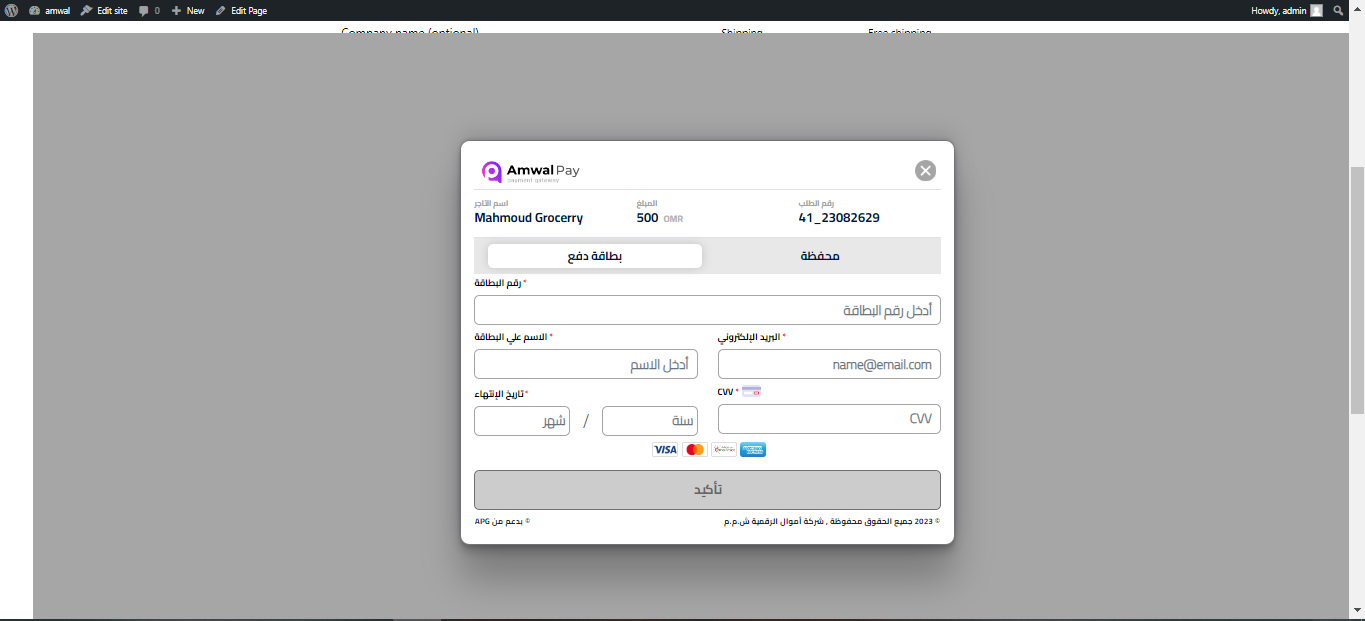 amwal Edit site 0 New Edit Page Howdy, admin
Company name (optional) Shipping Free shipping
Amwal Pay
payment gateway
اسم التاجر المبلغ رقم الطلب
Mahmoud Grocerry 500 OMR 41_23082629
بطاقة دفع محفظة
رقم البطاقة *
أدخل رقم البطاقة
الاسم علي البطاقة * البريد الإلكتروني *
أدخل الاسم name@email.com
تاريخ الإنتهاء * CVV *
شهر / سنة CVV
VISA
تأكيد
© بدعم من APG © 2023 جميع الحقوق محفوظة , شركة أموال الرقمية ش.م.م